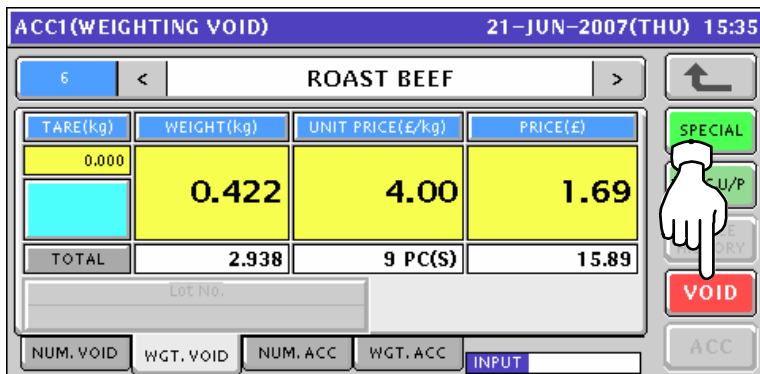 ACC1(WEIGHTING VOID) 21-JUN-2007(THU) 15:35
6 < ROAST BEEF >
TARE(kg) WEIGHT(kg) UNIT PRICE(£/kg) PRICE(£) SPECIAL
0.000
0.422 4.00 1.69 U/P
TOTAL 2.938 9 PC(S) 15.89
Lot No. VOID
NUM. VOID WGT. VOID NUM. ACC WGT. ACC INPUT ACC